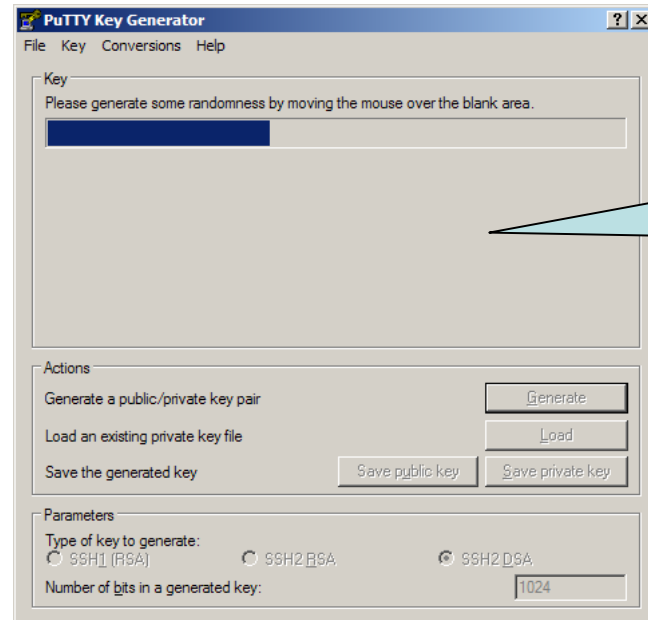 PuTTY Key Generator
File Key Conversions Help
Key
Please generate some randomness by moving the mouse over the blank area.
Actions
Generate a public/private key pair
Generate
Load an existing private key file
Load
Save the generated key
Save public key
Save private key
Parameters
Type of key to generate:
SSH1 (RSA)
SSH2 RSA
SSH2 DSA
Number of bits in a generated key:
1024